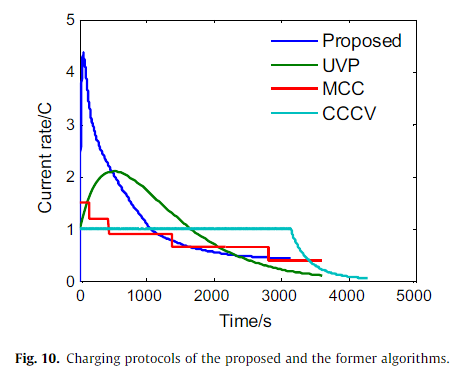 5
4
3
2
1
0
Current rate/C
Proposed
UVP
MCC
CCCV
0 1000 2000 3000 4000 5000
Time/s
Fig. 10. Charging protocols of the proposed and the former algorithms.